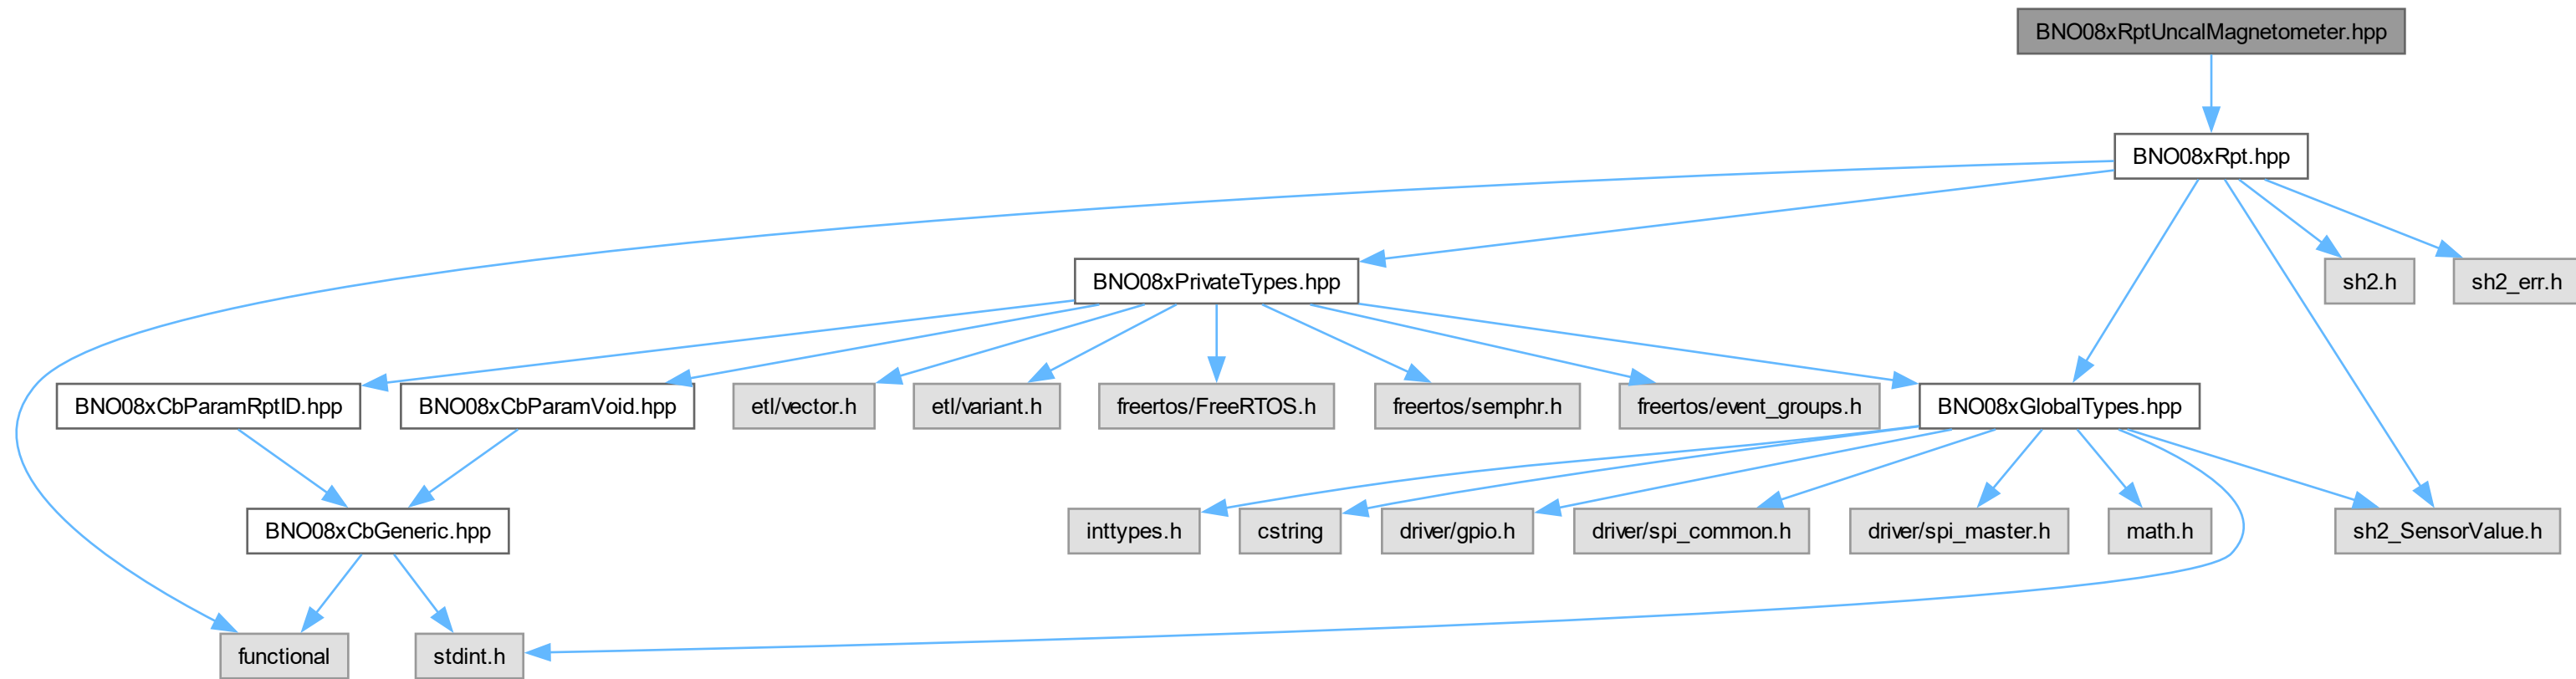 BNO08xRptUncalMagnetometer.hpp
BNO08xRpt.hpp
BNO08xPrivateTypes.hpp
sh2.h
sh2_err.h
BNO08xCbParamRptID.hpp
BNO08xCbParamVoid.hpp
etl/vector.h
etl/variant.h
freertos/FreeRTOS.h
freertos/semphr.h
freertos/event_groups.h
BNO08xGlobalTypes.hpp
BNO08xCbGeneric.hpp
inttypes.h
cstring
driver/gpio.h
driver/spi_common.h
driver/spi_master.h
math.h
sh2_SensorValue.h
functional
stdint.h